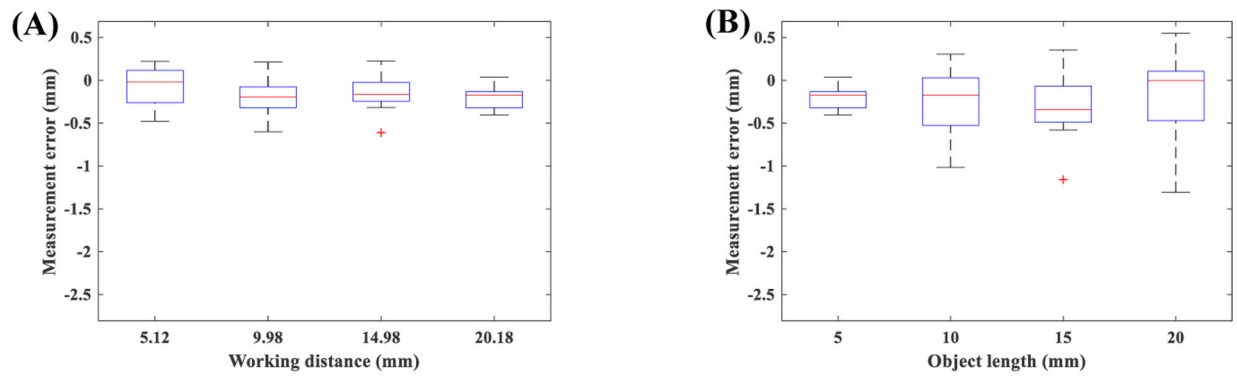 (A)
0.5
0
-0.5
-1
-1.5
-2
-2.5
Measurement error (mm)
5.12 9.98 14.98 20.18
Working distance (mm)
(B)
0.5
0
-0.5
-1
-1.5
-2
-2.5
Measurement error (mm)
5 10 15 20
Object length (mm)